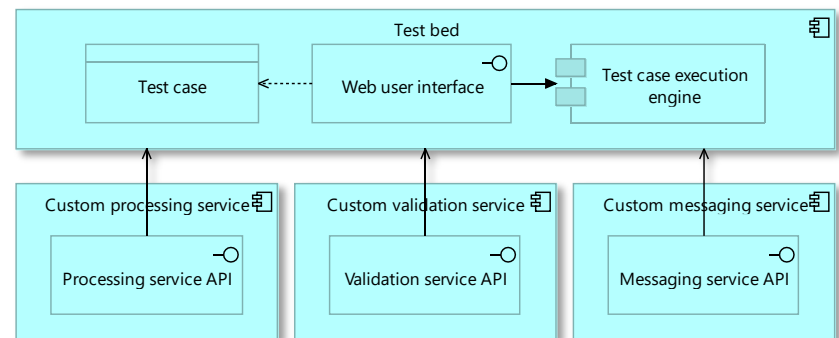 Test bed
Test case
Web user interface
Test case execution
engine
Custom processing service
Custom validation service
Custom messaging service
Processing service API
Validation service API
Messaging service API